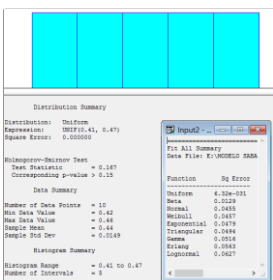 Distribution Summary
Distribution: Uniform
Expression: UNIF(0.41, 0.47)
Square Error: 0.000000
Kolmogorov-Smirnov Test
Test Statistic = 0.167
Corresponding p-value > 0.15
Data Summary
Number of Data Points = 10
Min Data Value = 0.42
Max Data Value = 0.46
Sample Mean = 0.44
Sample Std Dev = 0.0149
Histogram Summary
Histogram Range = 0.41 to 0.47
Number of Intervals = 5
Input2 -
Fit All Summary
Data File: E:\MODELO SABA
Function Sq Error
Uniform 4.32e-031
Beta 0.0129
Normal 0.0455
Weibull 0.0457
Exponential 0.0479
Triangular 0.0494
Gamma 0.0516
Erlang 0.0563
Lognormal 0.0627